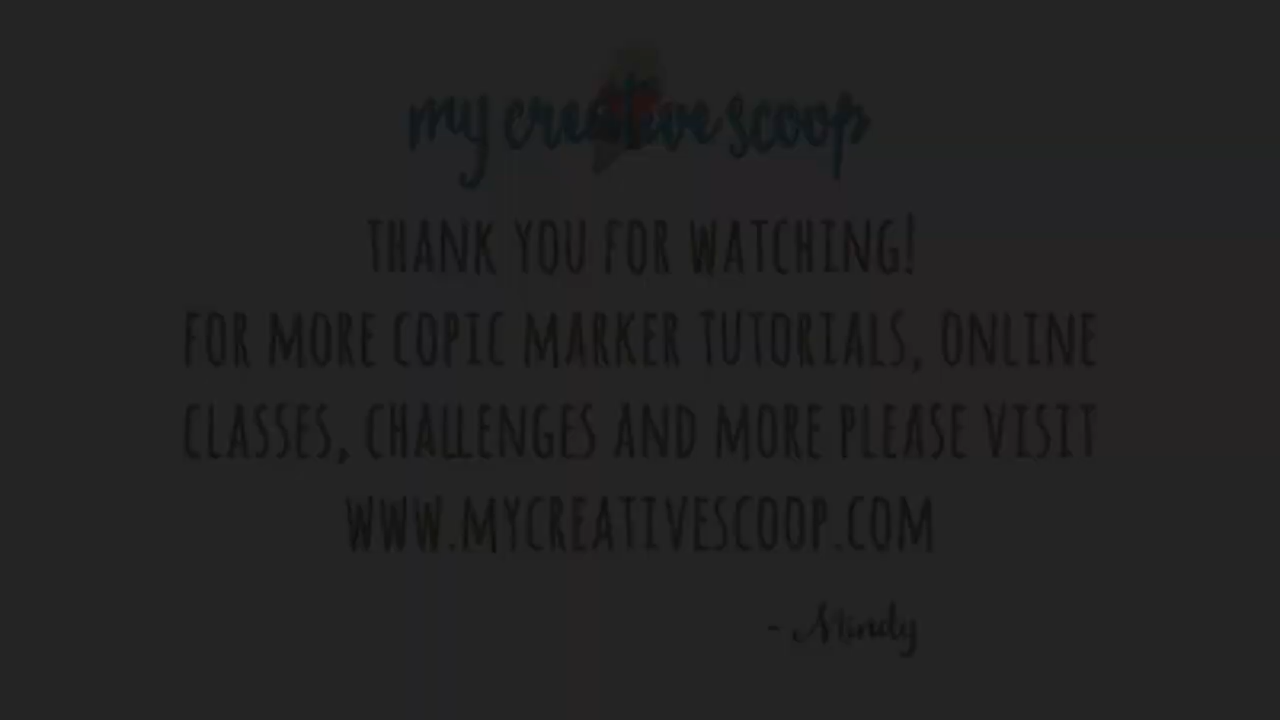 my creative scoop
THANK YOU FOR WATCHING!
FOR MORE COPIC MARKER TUTORIALS, ONLINE
CLASSES, CHALLENGES AND MORE PLEASE VISIT
WWW.MYCREATIVESCOOP.COM
- Mindy